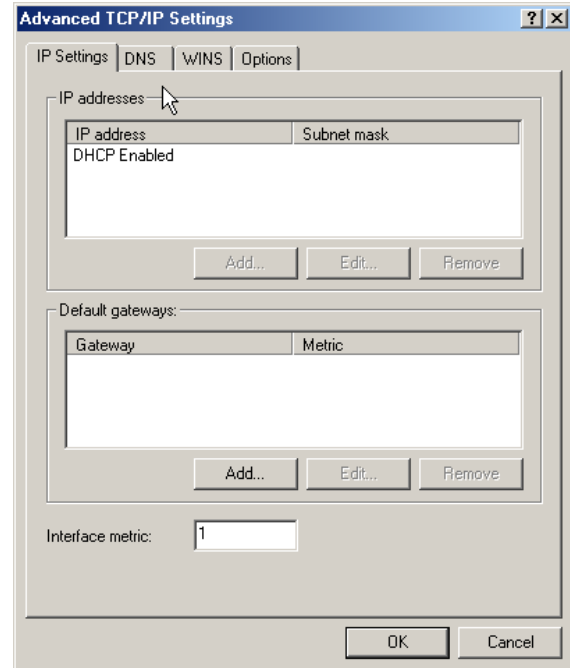 Advanced TCP/IP Settings
IP Settings DNS WINS Options
IP addresses
IP address Subnet mask
DHCP Enabled
Add... Edit... Remove
Default gateways:
Gateway Metric
Add... Edit... Remove
Interface metric: 1
OK Cancel